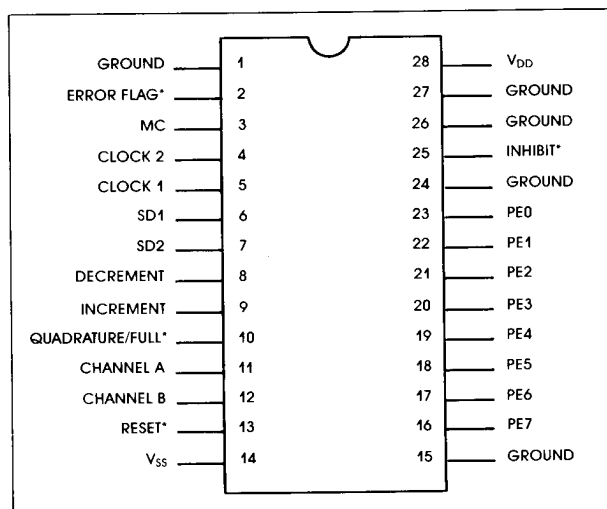 GROUND 1 28 VDD
ERROR FLAG* 2 27 GROUND
MC 3 26 GROUND
CLOCK 2 4 25 INHIBIT*
CLOCK 1 5 24 GROUND
SD1 6 23 PE0
SD2 7 22 PE1
DECREMENT 8 21 PE2
INCREMENT 9 20 PE3
QUADRATURE/FULL* 10 19 PE4
CHANNEL A 11 18 PE5
CHANNEL B 12 17 PE6
RESET* 13 16 PE7
VSS 14 15 GROUND